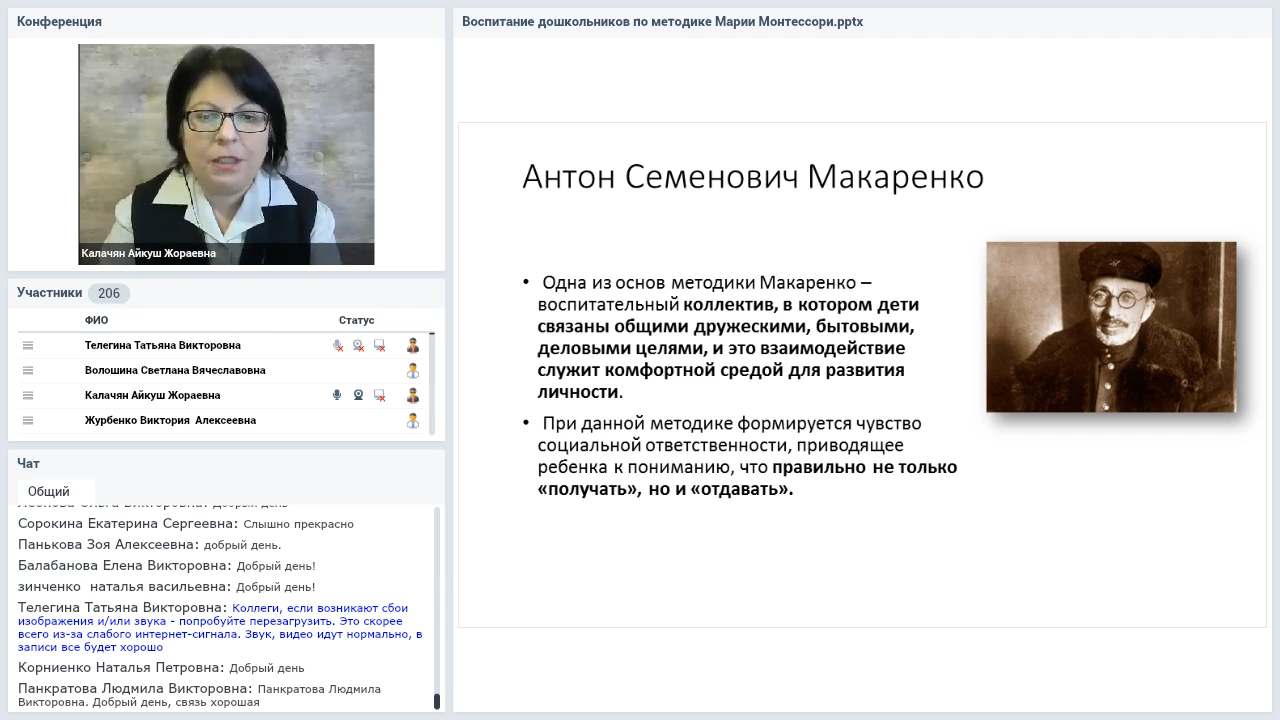 Конференция
Калачян Айкуш Жораевна
Участники 206
ФИО Статус
Телегина Татьяна Викторовна
Волошина Светлана Вячеславовна
Калачян Айкуш Жораевна
Журбенко Виктория Алексеевна
Чат
Общий
Сорокина Екатерина Сергеевна: Слышно прекрасно
Панькова Зоя Алексеевна: добрый день.
Балабанова Елена Викторовна: Добрый день!
зинченко наталья васильевна: Добрый день!
Телегина Татьяна Викторовна: Коллеги, если возникают сбои
изображения и/или звука - попробуйте перезагрузить. Это скорее
всего из-за слабого интернет-сигнала. Звук, видео идут нормально, в
записи все будет хорошо
Корниенко Наталья Петровна: Добрый день
Панкратова Людмила Викторовна: Панкратова Людмила
Викторовна. Добрый день, связь хорошая
Воспитание дошкольников по методике Марии Монтессори.pptx
Антон Семенович Макаренко
• Одна из основ методики Макаренко –
воспитательный коллектив, в котором дети
связаны общими дружескими, бытовыми,
деловыми целями, и это взаимодействие
служит комфортной средой для развития
личности.
• При данной методике формируется чувство
социальной ответственности, приводящее
ребенка к пониманию, что правильно не только
«получать», но и «отдавать».